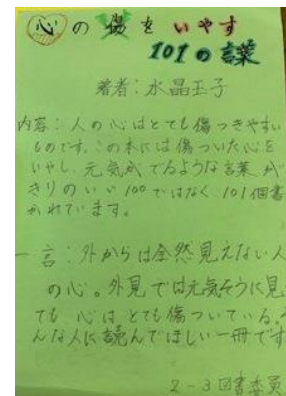 心の傷をいやす
101の言葉
著者：水晶玉子
内容：人の心はとても傷つきやすい
ものです。この本には傷ついた心を
いやし、元気がでるような言葉が
きりのいい100ではなく101個書
かれています。
一言：外からは全然見えない人
の心。外見では元気そうに見
ても心はとても傷ついている。そ
んな人に読んでほしい一冊です
2-3図書委員